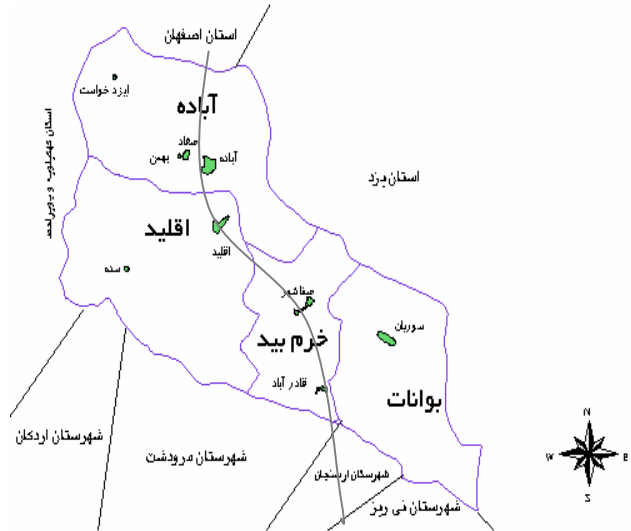 استان اصفهان
ایزد خواست
آباده
صغاد
بهمن
آباده
استان کهکیلویه و بویراحمد
استان یزد
اقلید
اقلید
سده
صفاشهر
خرم بید
سوریان
قادر آباد
بوانات
شهرستان اردکان
شهرستان مرودشت
شهرستان ارسنجان
شهرستان نی ریز
N